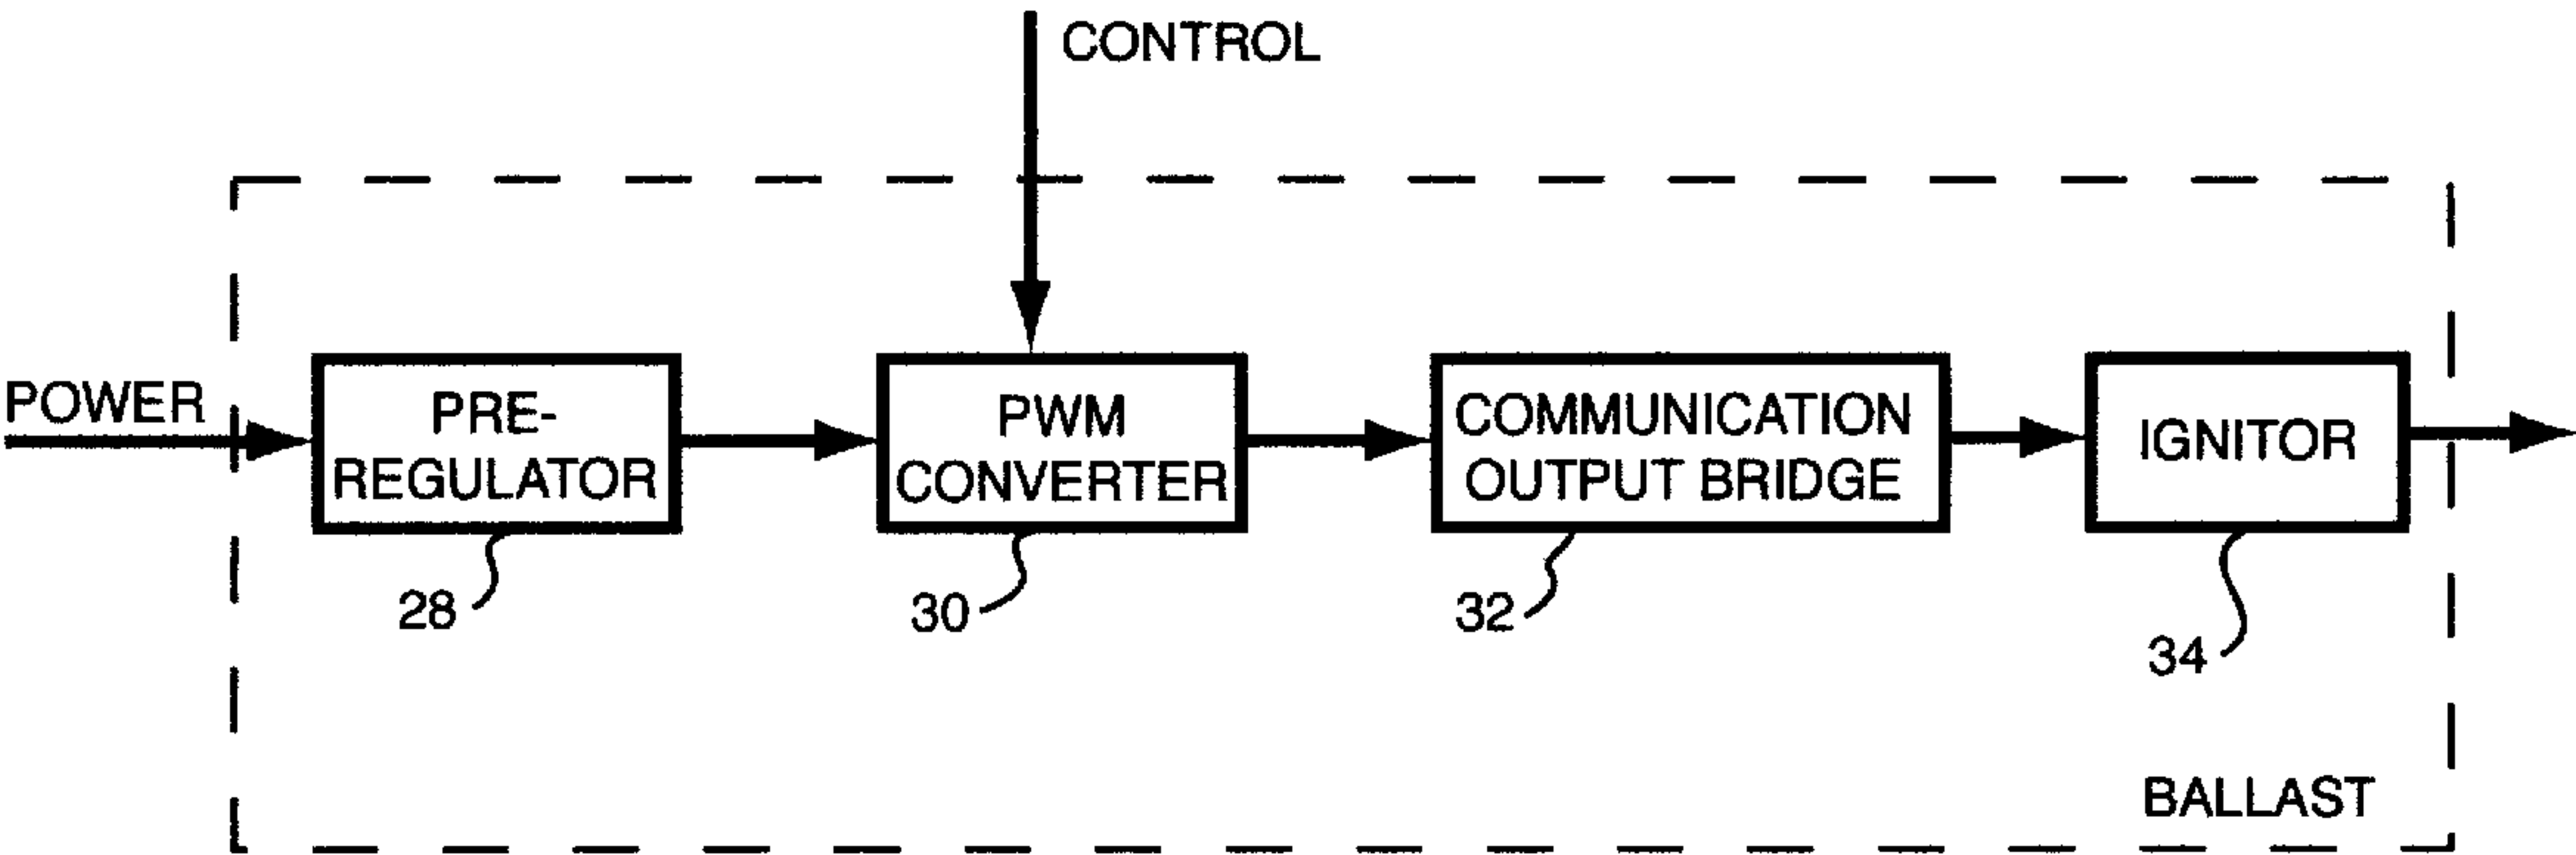 CONTROL
POWER
PRE-
REGULATOR
PWM
CONVERTER
COMMUNICATION
OUTPUT BRIDGE
IGNITOR
28
30
32
34
BALLAST